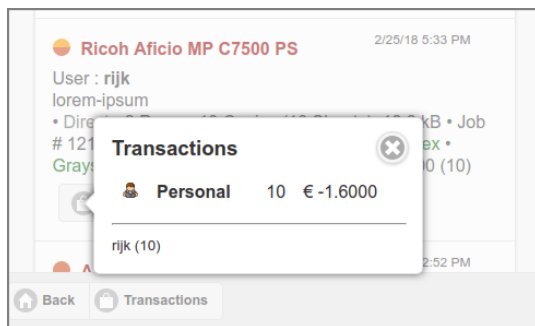 Ricoh Aficio MP C7500 PS
2/25/18 5:33 PM
User : rijk
lorem-ipsum
• Dire
kB • Job
# 121
ex •
Grays
0 (10)
Transactions
Personal 10 € -1.6000
rijk (10)
A
2:52 PM
Back
Transactions